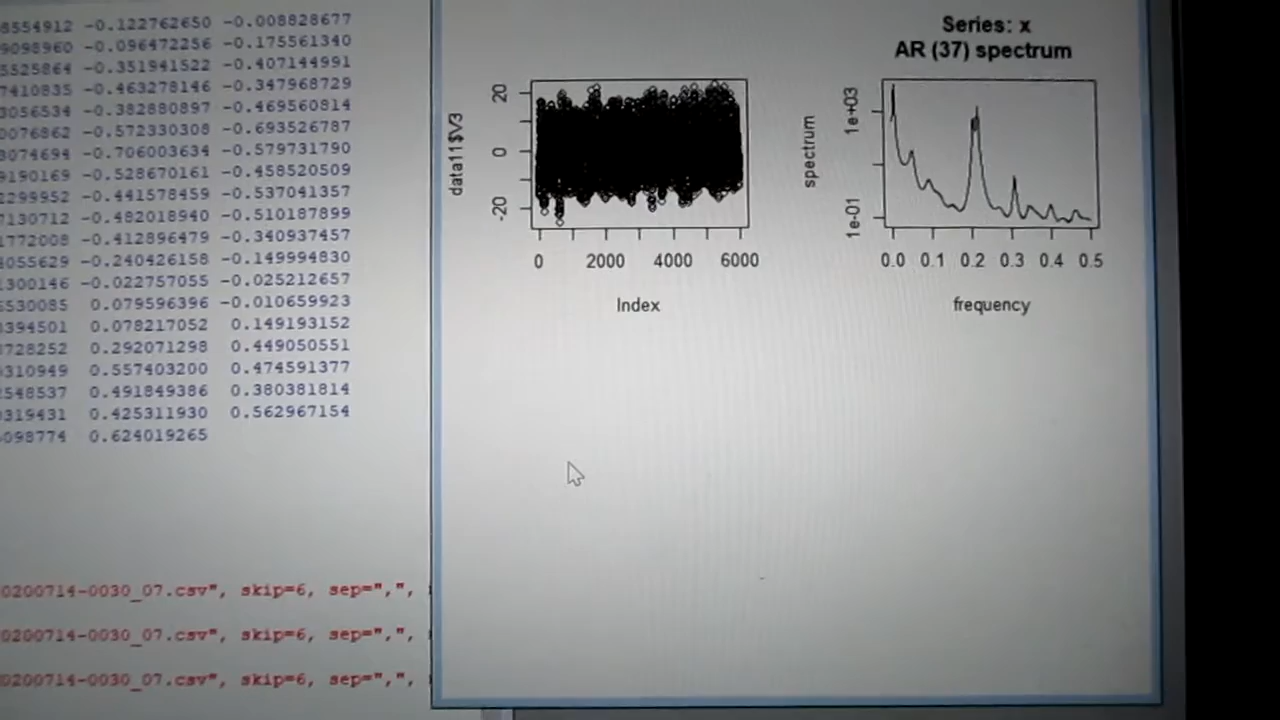 8554912 -0.122762650 -0.008828677
9098960 -0.096472256 -0.175561340
5525864 -0.351941522 -0.407144991
7410835 -0.463278146 -0.347968729
3056534 -0.382880897 -0.469560814
0076862 -0.572330308 -0.693526787
8074694 -0.706003634 -0.579731790
9190169 -0.528670161 -0.458520509
2299952 -0.441578459 -0.537041357
7130712 -0.482018940 -0.510187899
1772008 -0.412896479 -0.340937457
4055629 -0.240426158 -0.149994830
1300146 -0.022757055 -0.025212657
6530085 0.079596396 -0.010659923
8394501 0.078217052 0.149193152
8728252 0.292071298 0.449050551
0310949 0.557403200 0.474591377
2548537 0.491849386 0.380381814
0319431 0.425311930 0.562967154
6098774 0.624019265
0200714-0030_07.csv", skip=6, sep=",",
0200714-0030_07.csv", skip=6, sep=",",
0200714-0030_07.csv", skip=6, sep=",",
data11$V3
20
0
-20
0 2000 4000 6000
Index
Series: x
AR (37) spectrum
spectrum
1e+03
1e-01
0.0 0.1 0.2 0.3 0.4 0.5
frequency